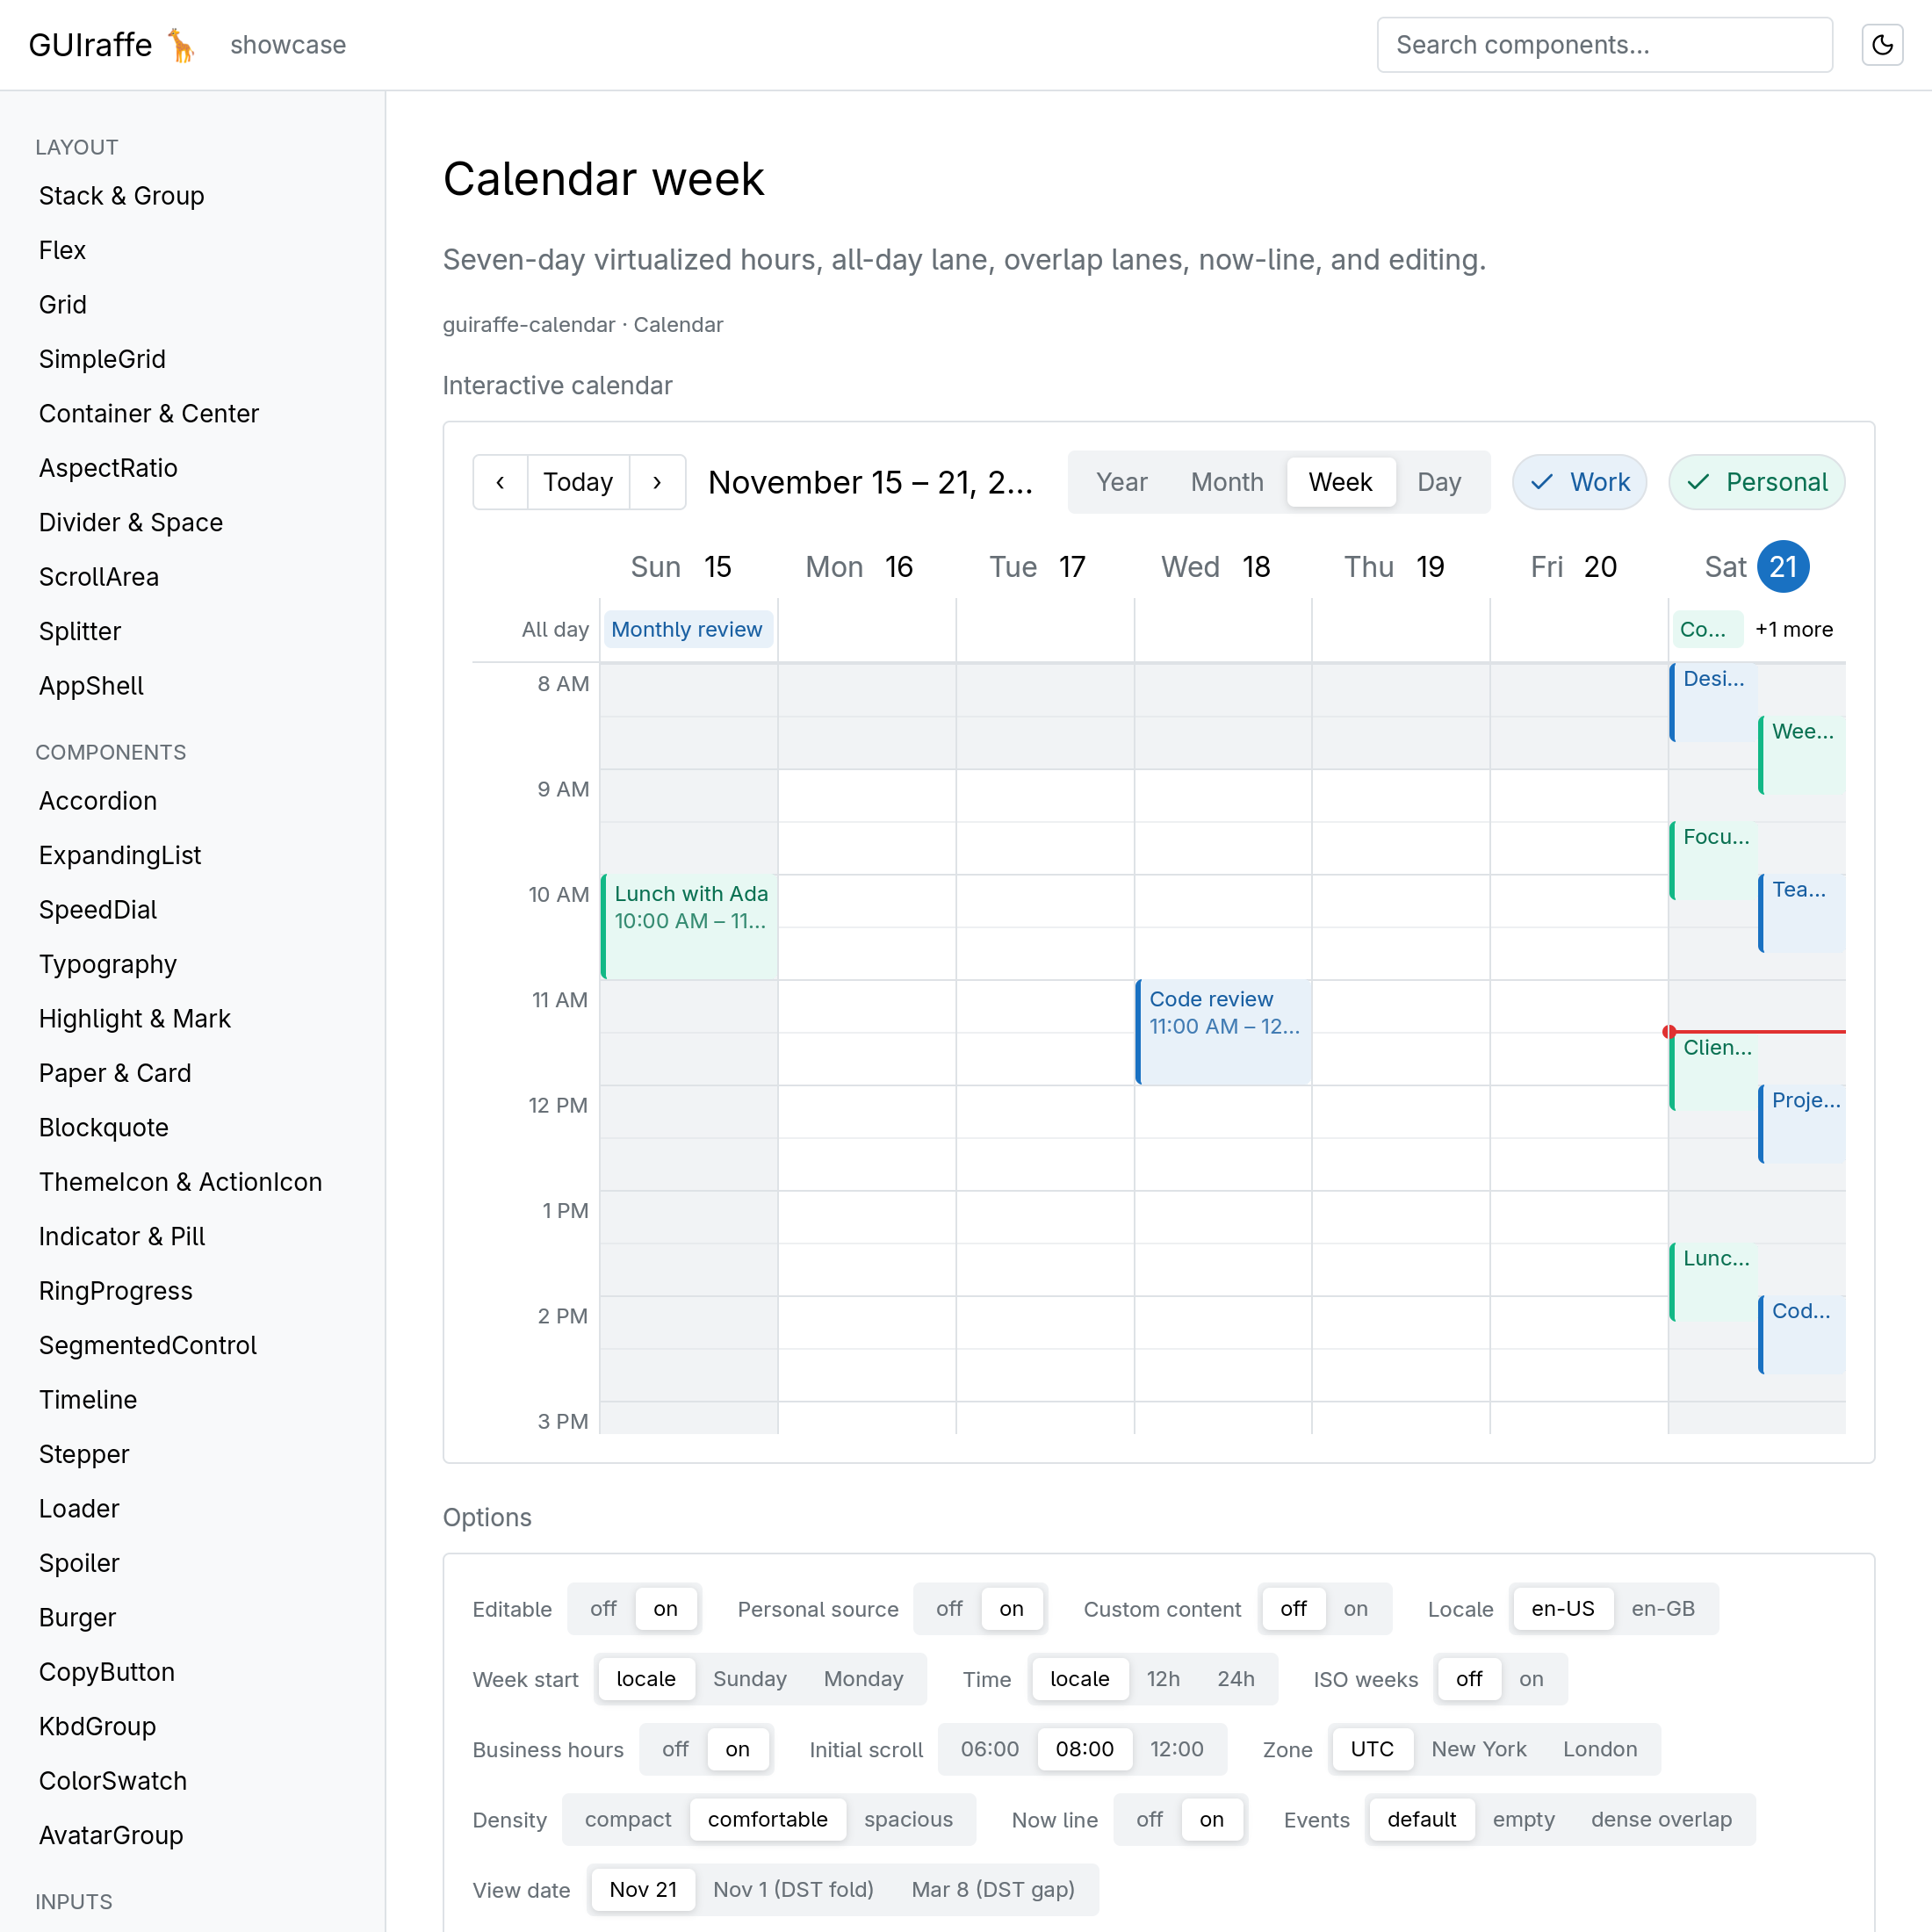 GUIraffe 🦒 showcase
Search components...
LAYOUT
Stack & Group
Flex
Grid
SimpleGrid
Container & Center
AspectRatio
Divider & Space
ScrollArea
Splitter
AppShell
COMPONENTS
Accordion
ExpandingList
SpeedDial
Typography
Highlight & Mark
Paper & Card
Blockquote
ThemeIcon & ActionIcon
Indicator & Pill
RingProgress
SegmentedControl
Timeline
Stepper
Loader
Spoiler
Burger
CopyButton
KbdGroup
ColorSwatch
AvatarGroup
INPUTS
Calendar week
Seven-day virtualized hours, all-day lane, overlap lanes, now-line, and editing.
guiraffe-calendar · Calendar
Interactive calendar
‹ Today › November 15 – 21, 2... Year Month Week Day Work Personal
Sun 15 Mon 16 Tue 17 Wed 18 Thu 19 Fri 20 Sat 21
All day Monthly review Co... +1 more
8 AM Desi...
Wee...
9 AM
Focu...
10 AM Lunch with Ada Tea...
10:00 AM – 11...
11 AM Code review
11:00 AM – 12...
Clien...
12 PM Proje...
1 PM
Lunc...
2 PM Cod...
3 PM
Options
Editable off on Personal source off on Custom content off on Locale en-US en-GB
Week start locale Sunday Monday Time locale 12h 24h ISO weeks off on
Business hours off on Initial scroll 06:00 08:00 12:00 Zone UTC New York London
Density compact comfortable spacious Now line off on Events default empty dense overlap
View date Nov 21 Nov 1 (DST fold) Mar 8 (DST gap)